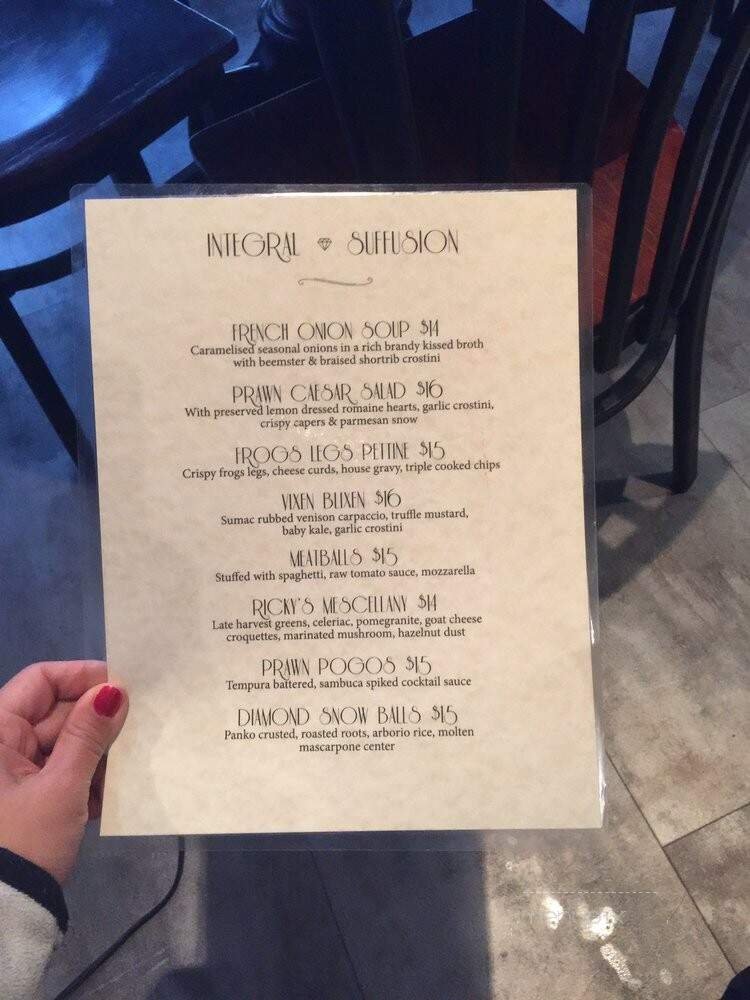 INTEGRAL SUFFUSION
FRENCH ONION SOUP $14
Caramelised seasonal onions in a rich brandy kissed broth
with beemster & braised shortrib crostini
PRAWN CAESAR SALAD $16
With preserved lemon dressed romaine hearts, garlic crostini,
crispy capers & parmesan snow
FROGS LEGS PETTINE $15
Crispy frogs legs, cheese curds, house gravy, triple cooked chips
VIXEN BLIXEN $16
Sumac rubbed venison carpaccio, truffle mustard,
baby kale, garlic crostini
MEATBALLS $15
Stuffed with spaghetti, raw tomato sauce, mozzarella
RICKY'S MESCELLANY $14
Late harvest greens, celeriac, pomegranite, goat cheese
croquettes, marinated mushroom, hazelnut dust
PRAWN POGOS $15
Tempura battered, sambuca spiked cocktail sauce
DIAMOND SNOW BALLS $15
Panko crusted, roasted roots, arborio rice, molten
mascarpone center